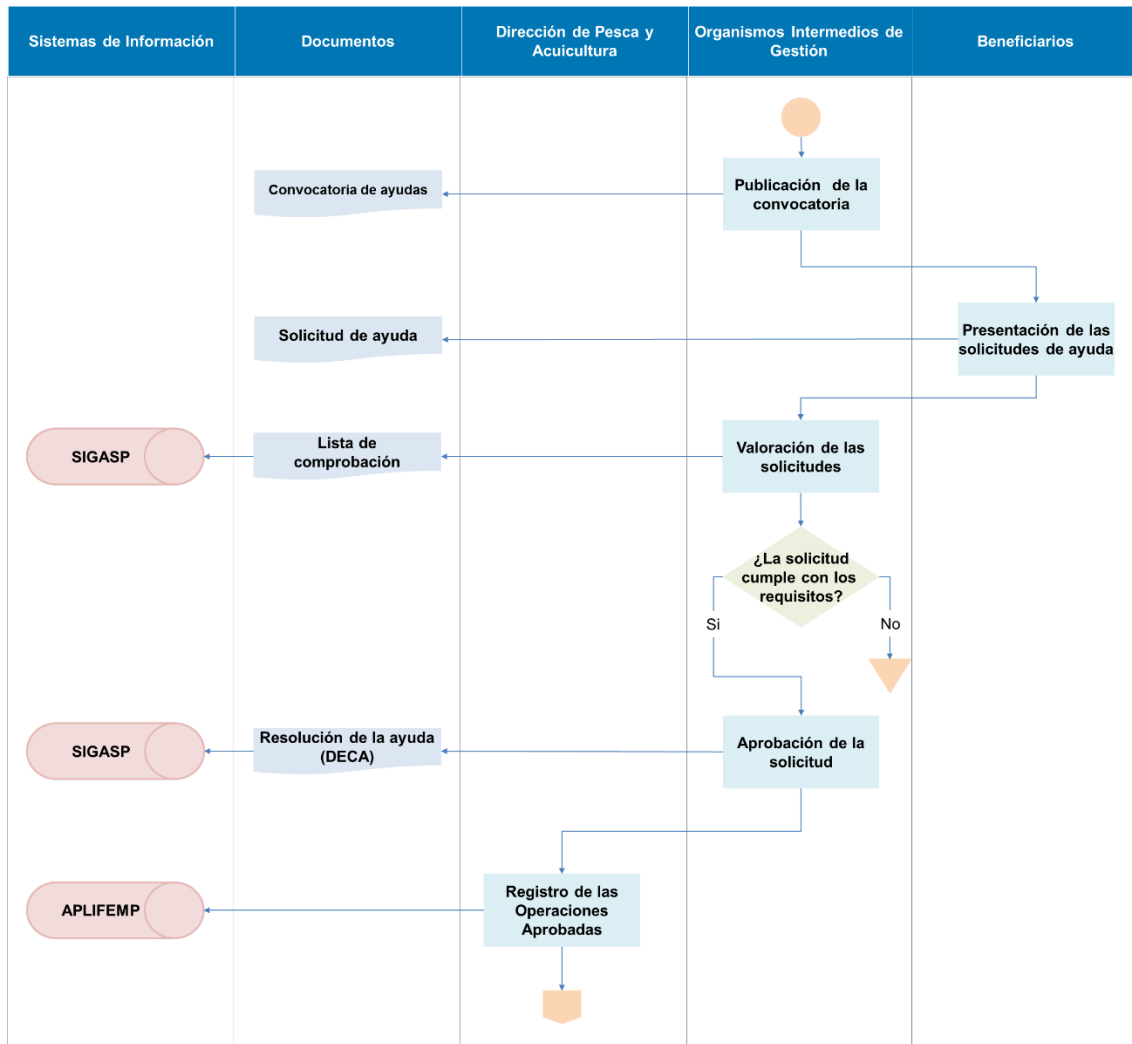 Sistemas de Información
Documentos
Dirección de Pesca y
Acuicultura
Organismos Intermedios de
Gestión
Beneficiarios
Convocatoria de ayudas
Publicación de la
convocatoria
Solicitud de ayuda
Presentación de las
solicitudes de ayuda
SIGASP
Lista de
comprobación
Valoración de las
solicitudes
¿La solicitud
cumple con los
requisitos?
Si
No
SIGASP
Resolución de la ayuda
(DECA)
Aprobación de la
solicitud
APLIFEMP
Registro de las
Operaciones
Aprobadas